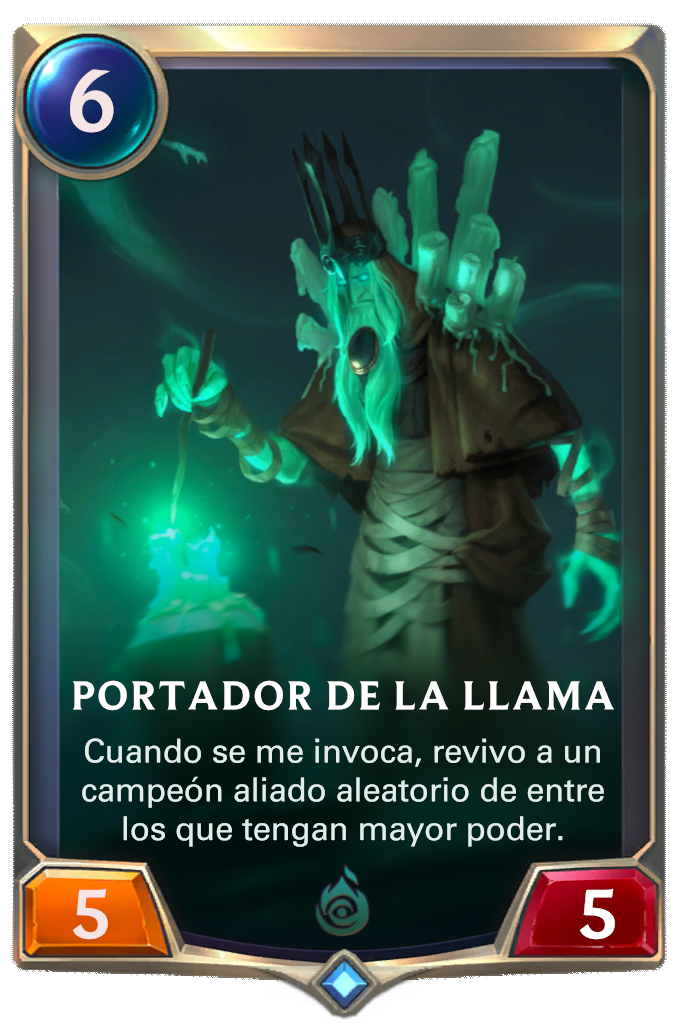 6
PORTADOR DE LA LLAMA
Cuando se me invoca, revivo a un
campeón aliado aleatorio de entre
los que tengan mayor poder.
5
5